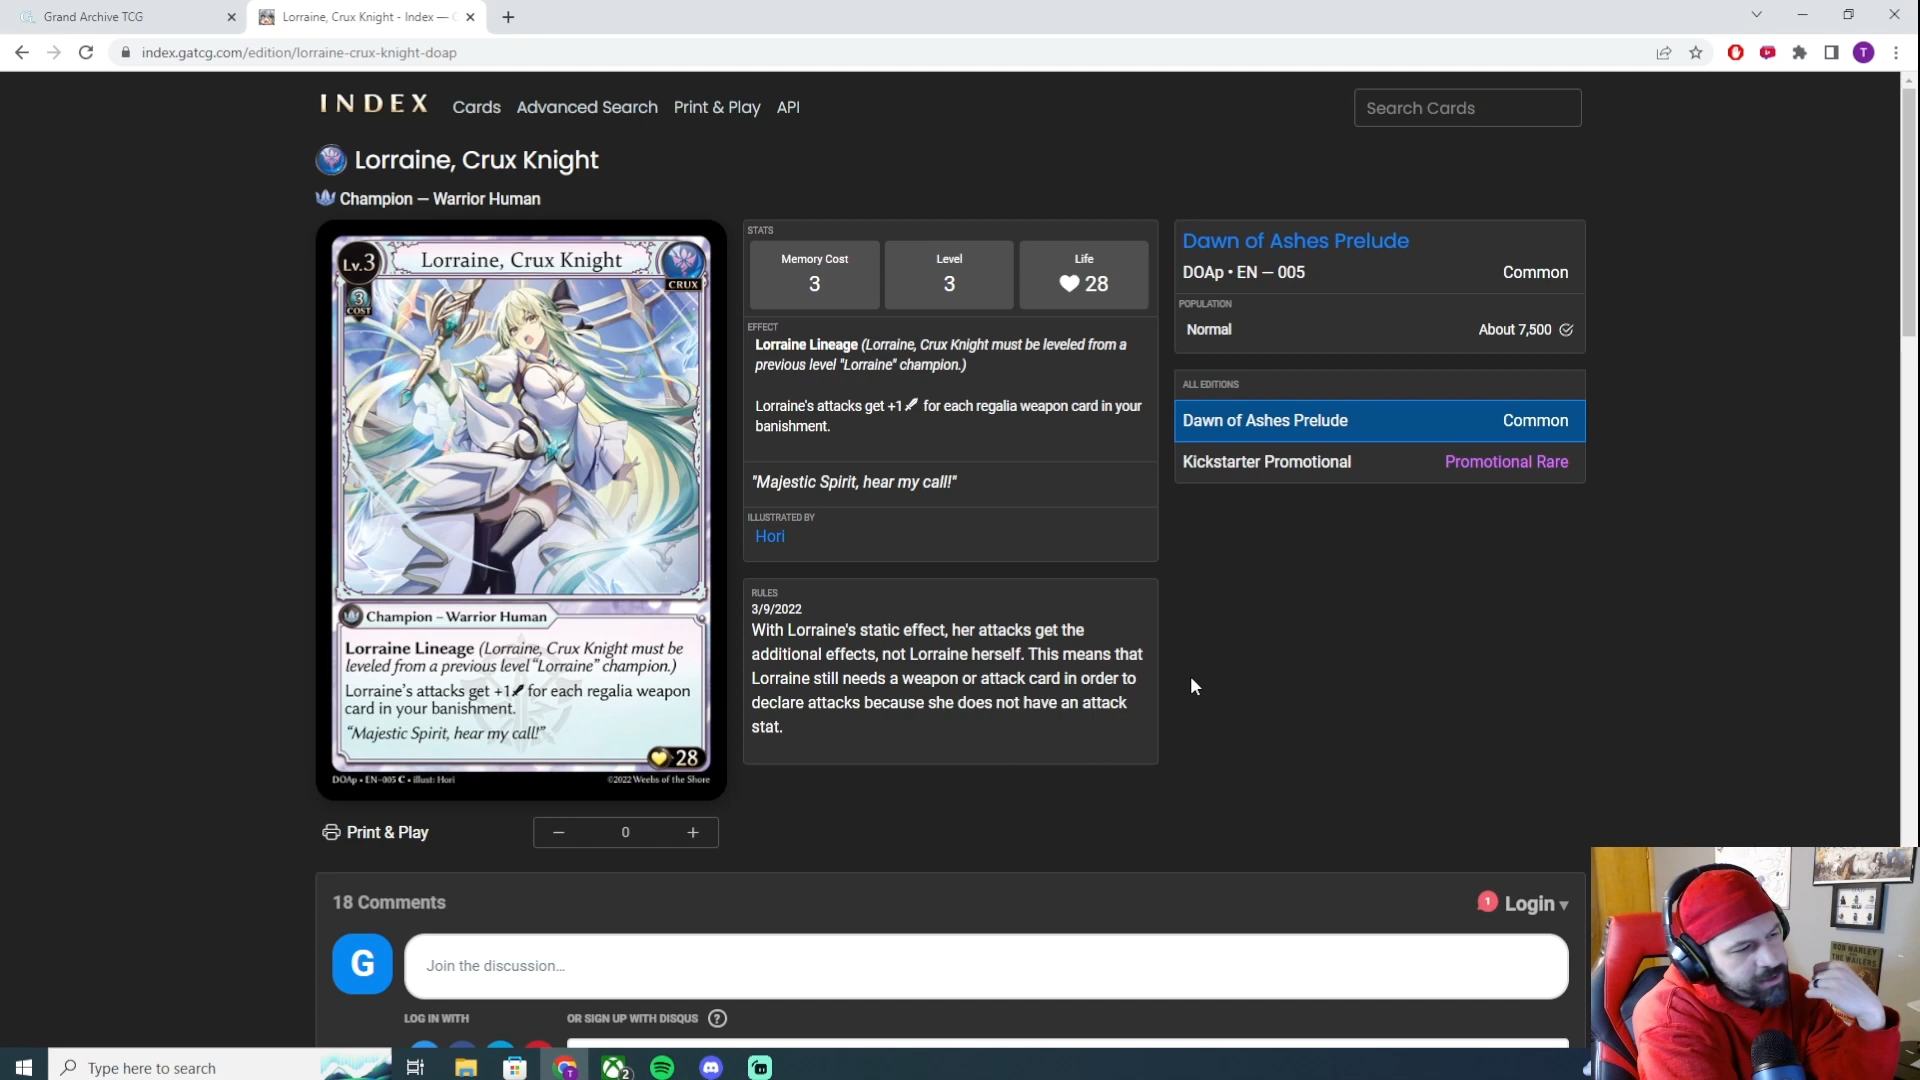 Grand Archive TCG
Lorraine, Crux Knight - Index —
index.gatcg.com/edition/lorraine-crux-knight-doap
T
INDEX Cards Advanced Search Print & Play API
Search Cards
Lorraine, Crux Knight
Champion — Warrior Human
Lv.3 Lorraine, Crux Knight
CRUX
3
COST
Champion – Warrior Human
Lorraine Lineage (Lorraine, Crux Knight must be
leveled from a previous level "Lorraine" champion.)
Lorraine's attacks get +1 for each regalia weapon
card in your banishment.
"Majestic Spirit, hear my call!"
28
DOAp • EN-005 C • illust: Hori ©2022 Weebs of the Shore
Print & Play
− 0 +
STATS
Memory Cost Level Life
3 3 28
EFFECT
Lorraine Lineage (Lorraine, Crux Knight must be leveled from a
previous level "Lorraine" champion.)
Lorraine's attacks get +1 for each regalia weapon card in your
banishment.
"Majestic Spirit, hear my call!"
ILLUSTRATED BY
Hori
RULES
3/9/2022
With Lorraine's static effect, her attacks get the
additional effects, not Lorraine herself. This means that
Lorraine still needs a weapon or attack card in order to
declare attacks because she does not have an attack
stat.
Dawn of Ashes Prelude
DOAp • EN — 005 Common
POPULATION
Normal About 7,500
ALL EDITIONS
Dawn of Ashes Prelude Common
Kickstarter Promotional Promotional Rare
18 Comments
1 Login
G
Join the discussion...
LOG IN WITH
OR SIGN UP WITH DISQUS ?
BOB MARLEY
THE WAILERS
Type here to search
T
2